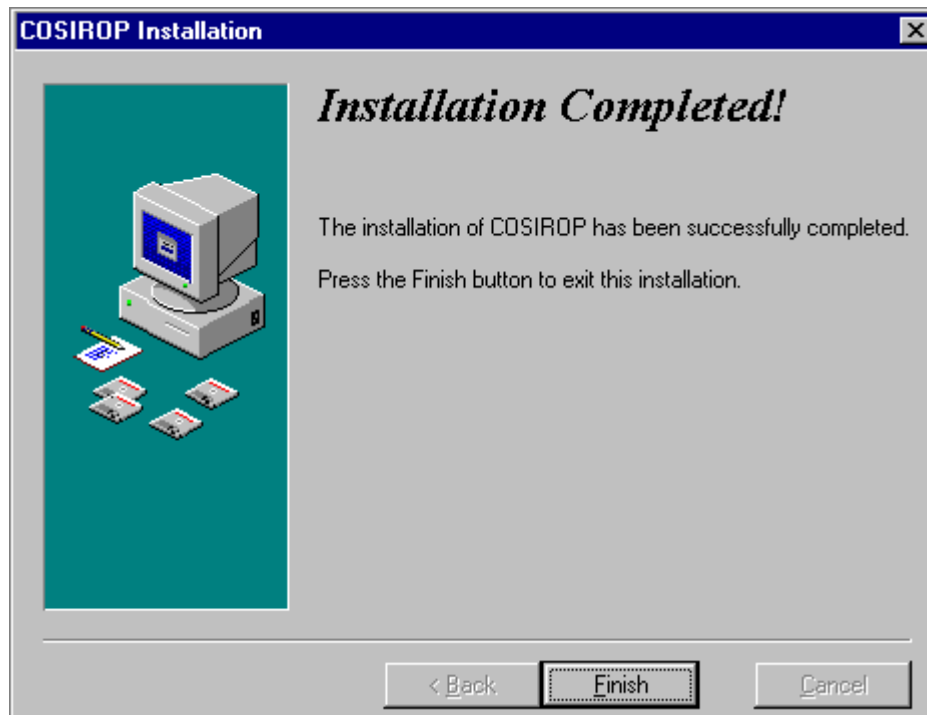 COSIROP Installation
Installation Completed!
The installation of COSIROP has been successfully completed.
Press the Finish button to exit this installation.
< Back
Finish
Cancel